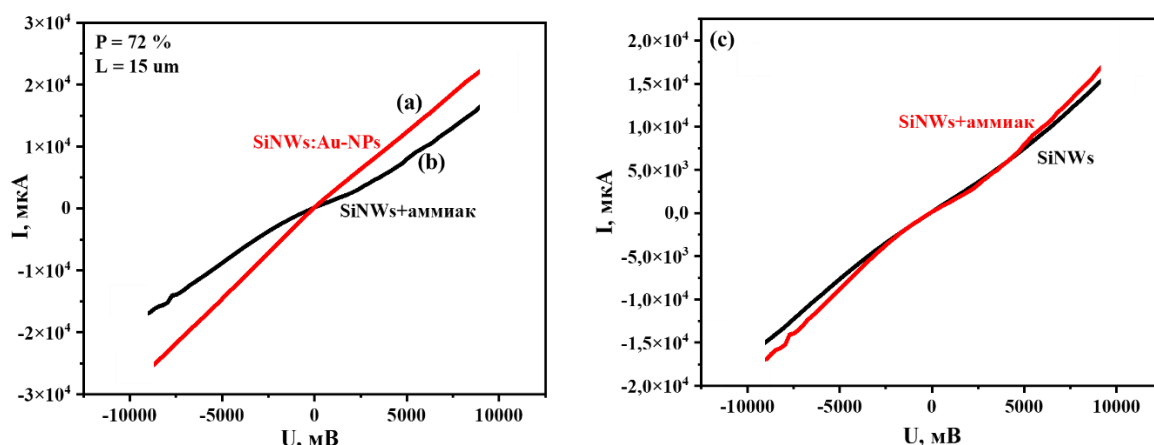 P = 72 %
L = 15 um
(a)
SiNWs:Au-NPs
(b)
SiNWs+аммиак
I, мкА
3×10⁴
2×10⁴
1×10⁴
0
-1×10⁴
-2×10⁴
-3×10⁴
-10000 -5000 0 5000 10000
U, мВ
(c)
SiNWs+аммиак
SiNWs
I, мкА
2,0×10⁴
1,5×10⁴
1,0×10⁴
5,0×10³
0,0
-5,0×10³
-1,0×10⁴
-1,5×10⁴
-2,0×10⁴
-10000 -5000 0 5000 10000
U, мВ